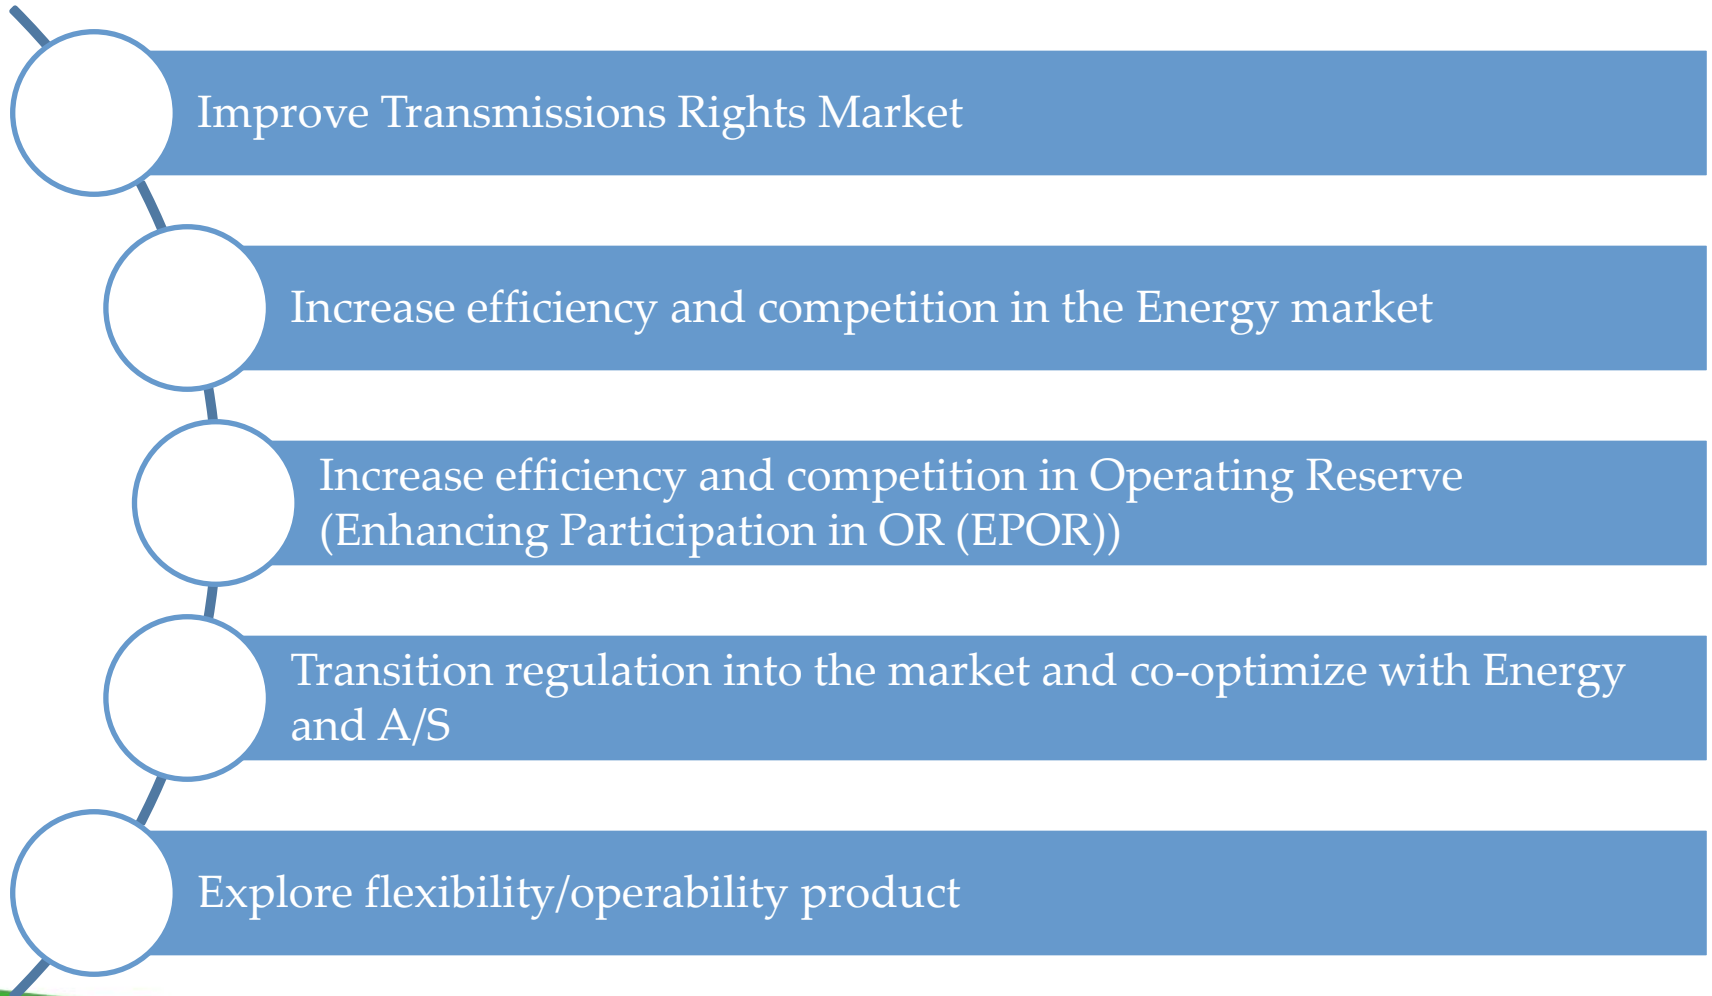 Improve Transmissions Rights Market
Increase efficiency and competition in the Energy market
Increase efficiency and competition in Operating Reserve
(Enhancing Participation in OR (EPOR))
Transition regulation into the market and co-optimize with Energy
and A/S
Explore flexibility/operability product